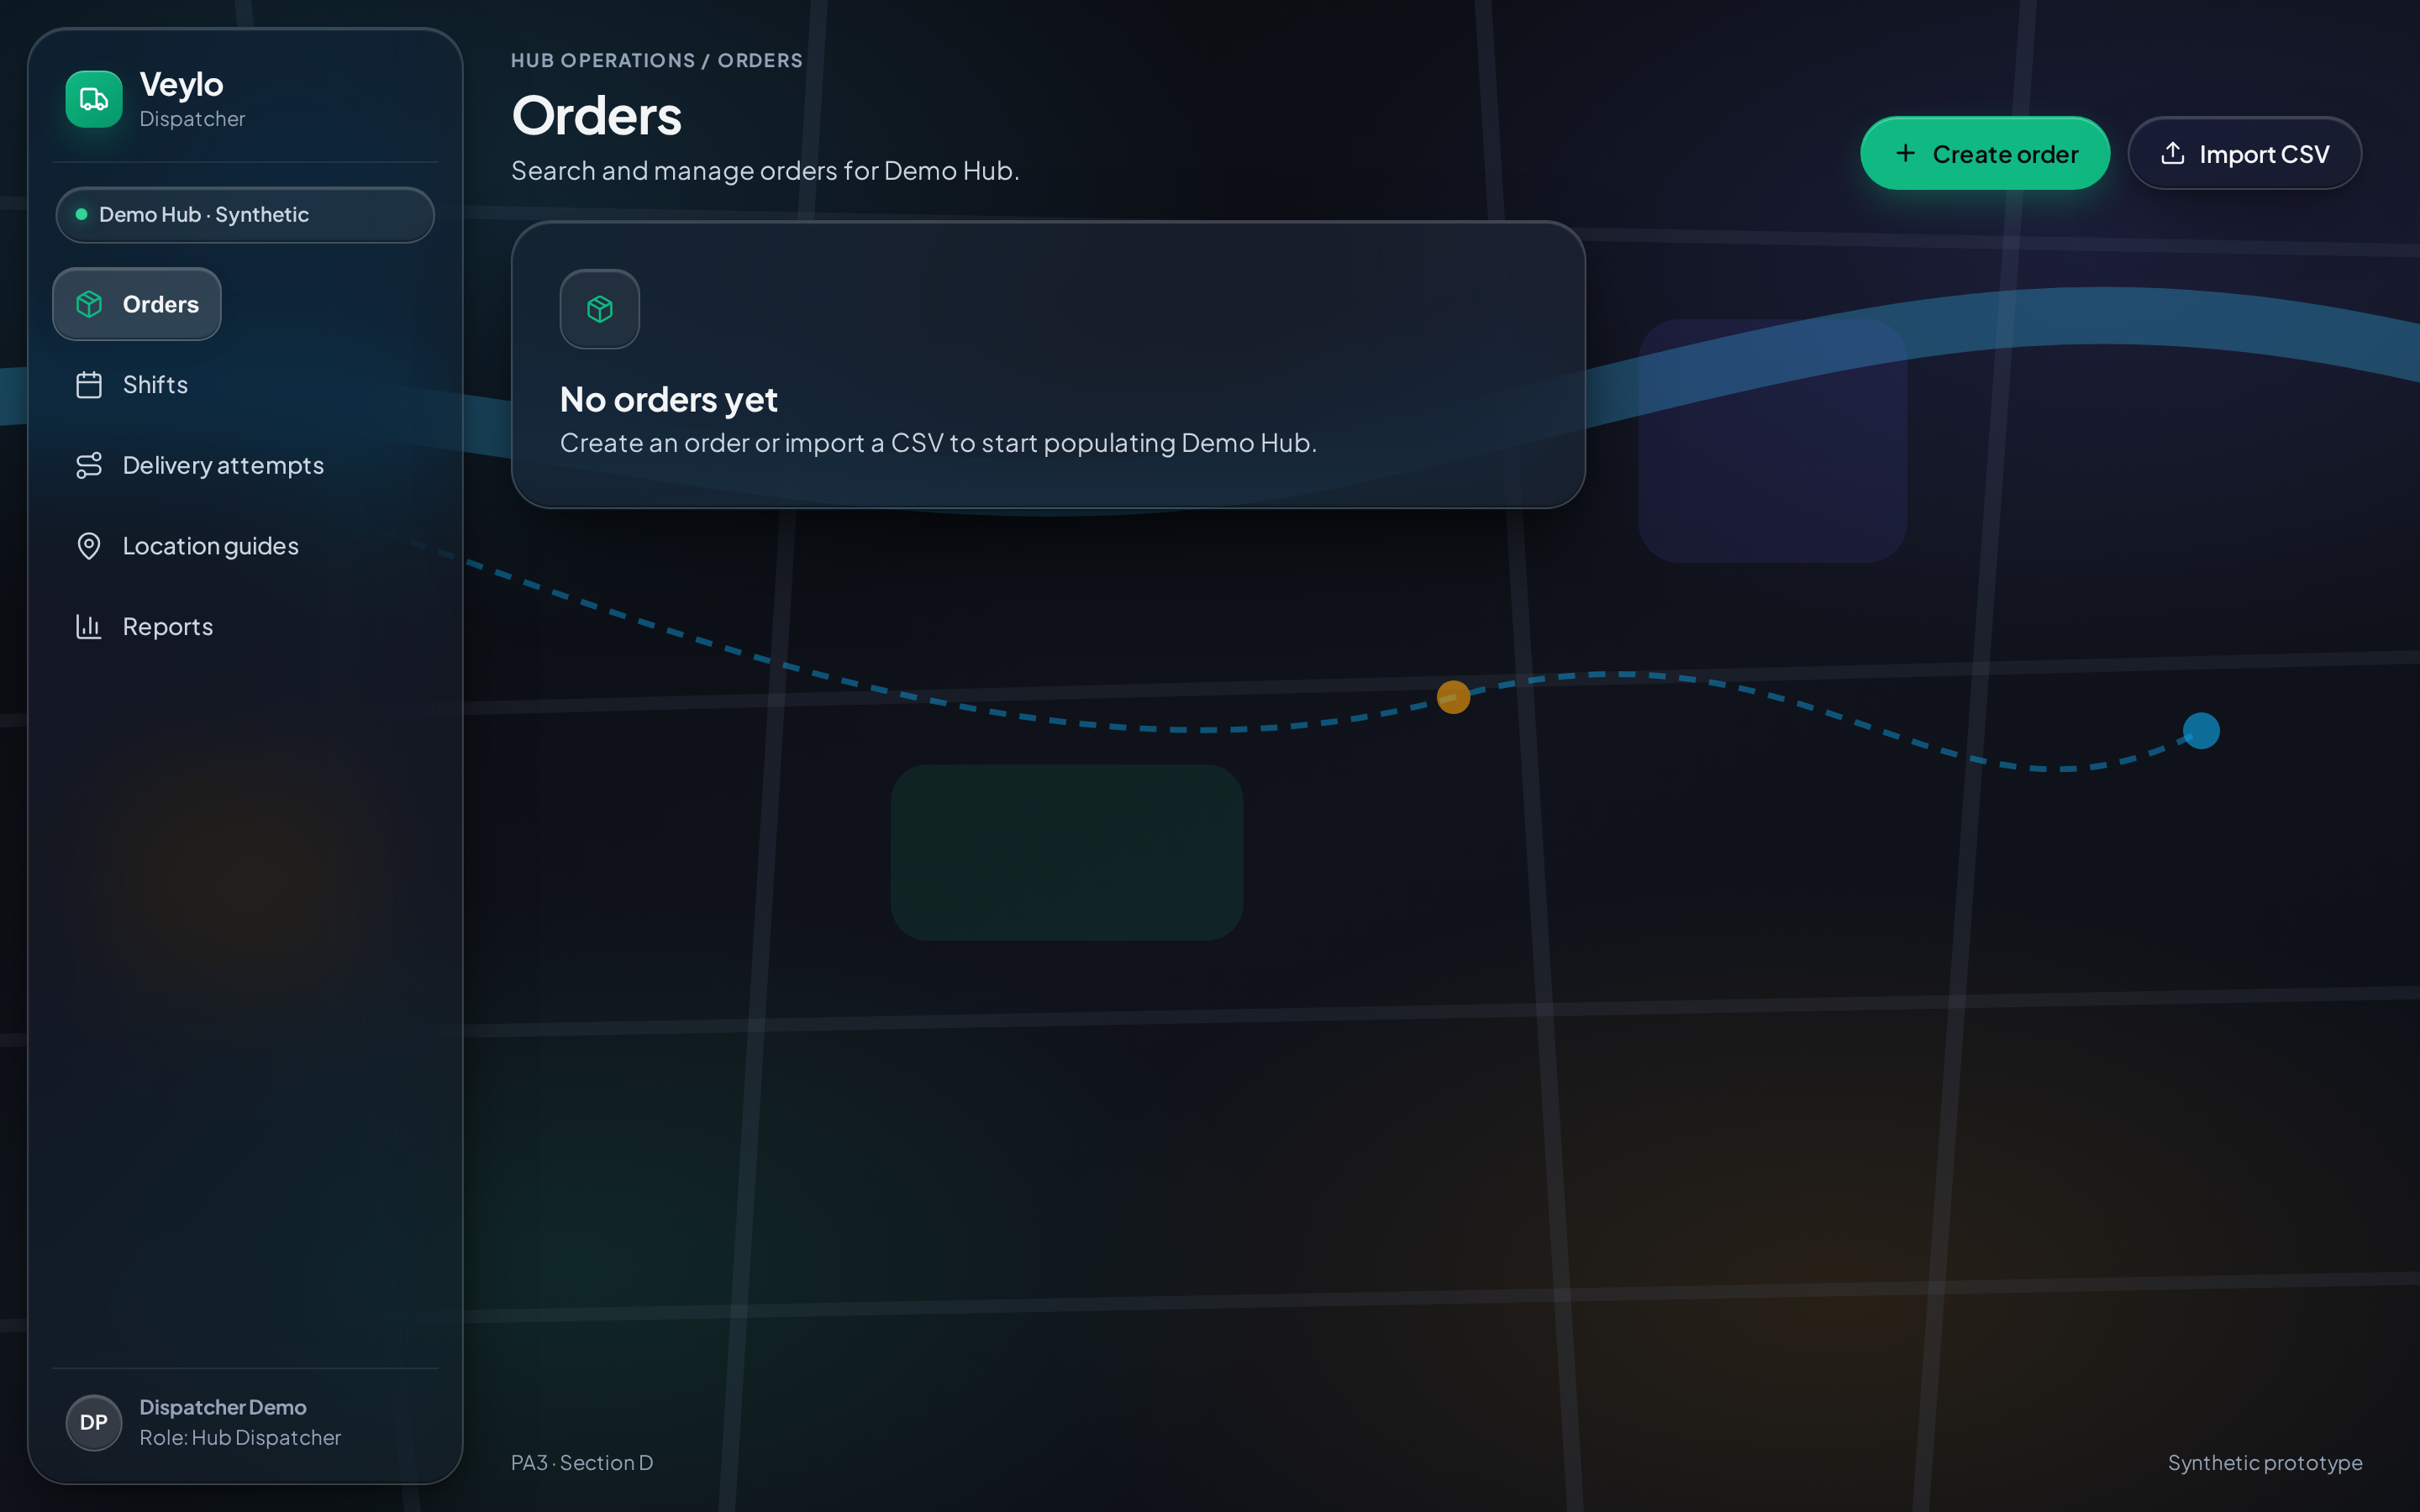 Veylo
Dispatcher
Demo Hub · Synthetic
Orders
Shifts
Delivery attempts
Location guides
Reports
DP
Dispatcher Demo
Role: Hub Dispatcher
HUB OPERATIONS / ORDERS
Orders
Search and manage orders for Demo Hub.
Create order
Import CSV
No orders yet
Create an order or import a CSV to start populating Demo Hub.
PA3 · Section D
Synthetic prototype